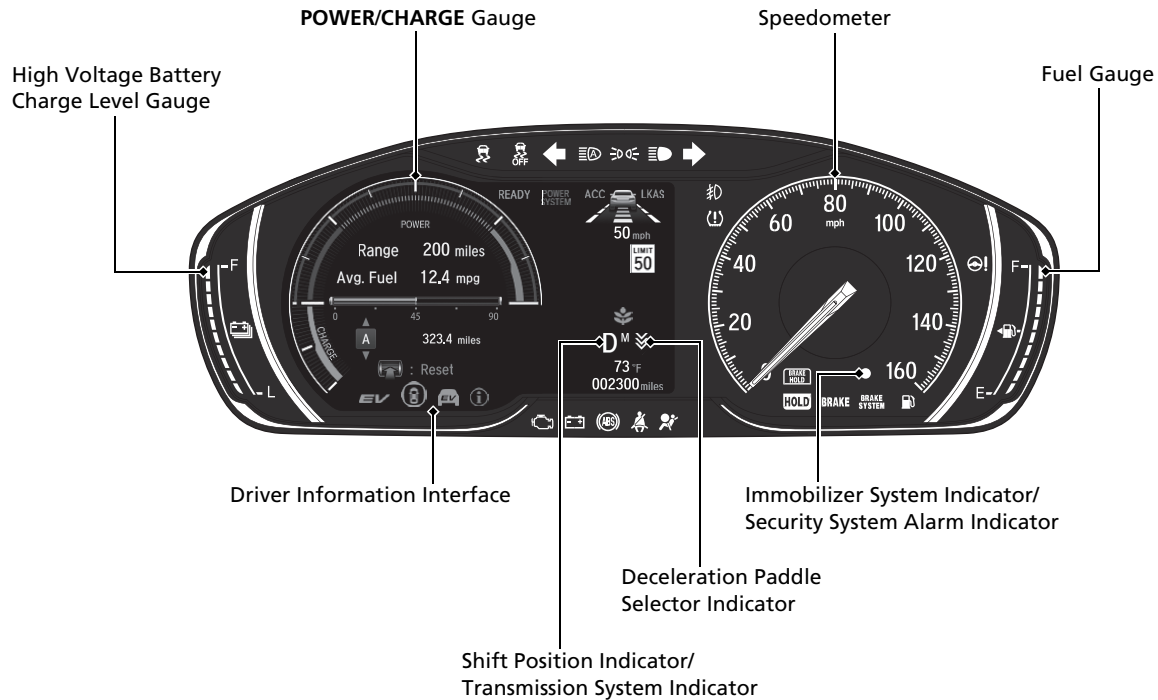 POWER/CHARGE Gauge
Speedometer
High Voltage Battery
Charge Level Gauge
Fuel Gauge
OFF
A
READY
POWER
SYSTEM
ACC
LKAS
50 mph
LIMIT
50
POWER
Range 200 miles
Avg. Fuel 12.4 mpg
0 45 90
CHARGE
A
323.4 miles
: Reset
EV
EV
i
D M
73 °F
002300 miles
F
L
0
20
40
60
80
mph
100
120
140
160
F
E
BRAKE
HOLD
HOLD
BRAKE
BRAKE
SYSTEM
ABS
Driver Information Interface
Immobilizer System Indicator/
Security System Alarm Indicator
Deceleration Paddle
Selector Indicator
Shift Position Indicator/
Transmission System Indicator